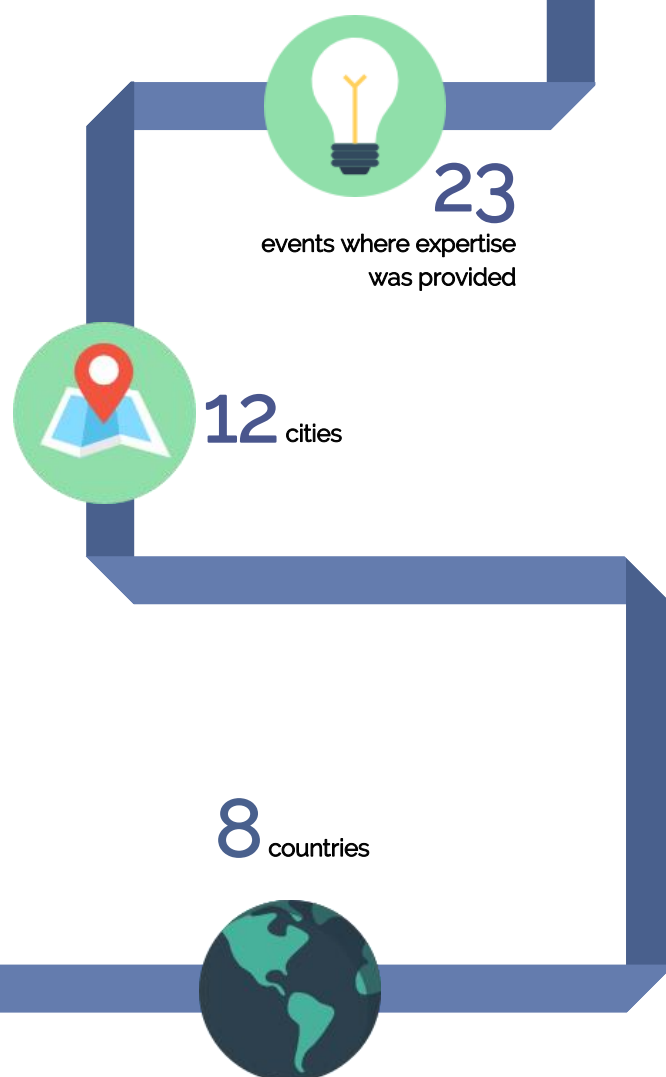 23
events where expertise
was provided
12 cities
8 countries